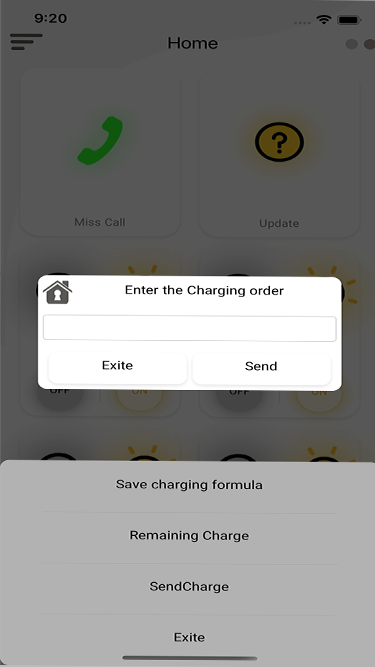 9:20
Home
Miss Call
Update
Enter the Charging order
Exite
Send
OFF
ON
OFF
ON
Save charging formula
Remaining Charge
SendCharge
Exite